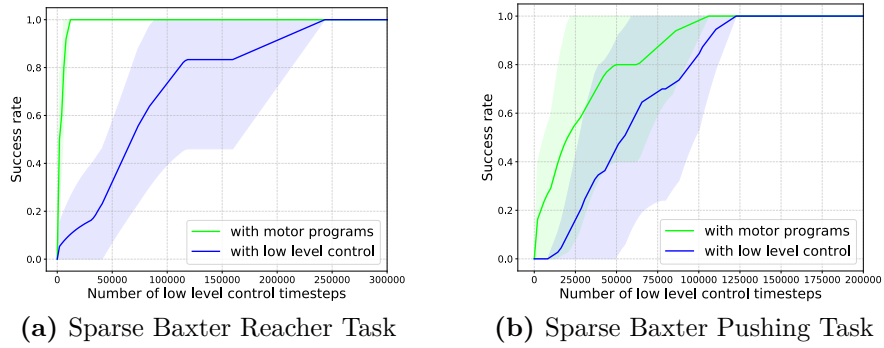 Success rate
1.0
0.8
0.6
0.4
0.2
0.0
with motor programs
with low level control
0 50000 100000 150000 200000 250000 300000
Number of low level control timesteps
(a) Sparse Baxter Reacher Task
Success rate
1.0
0.8
0.6
0.4
0.2
0.0
with motor programs
with low level control
0 25000 50000 75000 100000 125000 150000 175000 200000
Number of low level control timesteps
(b) Sparse Baxter Pushing Task